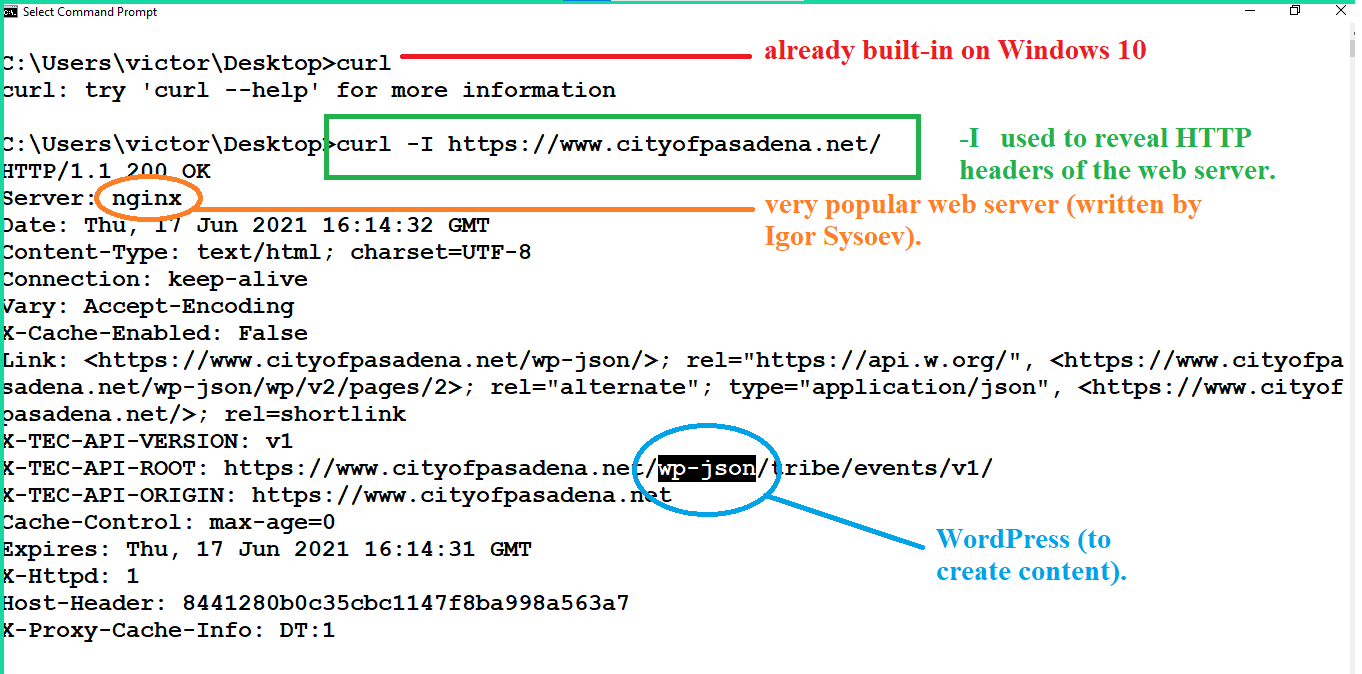 Select Command Prompt
C:\Users\victor\Desktop>curl
already built-in on Windows 10
curl: try 'curl --help' for more information
C:\Users\victor\Desktop>curl -I https://www.cityofpasadena.net/
-I used to reveal HTTP
headers of the web server.
HTTP/1.1 200 OK
Server: nginx
very popular web server (written by
Igor Sysoev).
Date: Thu, 17 Jun 2021 16:14:32 GMT
Content-Type: text/html; charset=UTF-8
Connection: keep-alive
Vary: Accept-Encoding
X-Cache-Enabled: False
Link: <https://www.cityofpasadena.net/wp-json/>; rel="https://api.w.org/", <https://www.cityofpa
sadena.net/wp-json/wp/v2/pages/2>; rel="alternate"; type="application/json", <https://www.cityof
pasadena.net/>; rel=shortlink
X-TEC-API-VERSION: v1
X-TEC-API-ROOT: https://www.cityofpasadena.net/wp-json/tribe/events/v1/
X-TEC-API-ORIGIN: https://www.cityofpasadena.net
Cache-Control: max-age=0
Expires: Thu, 17 Jun 2021 16:14:31 GMT
WordPress (to
create content).
X-Httpd: 1
Host-Header: 8441280b0c35cbc1147f8ba998a563a7
X-Proxy-Cache-Info: DT:1